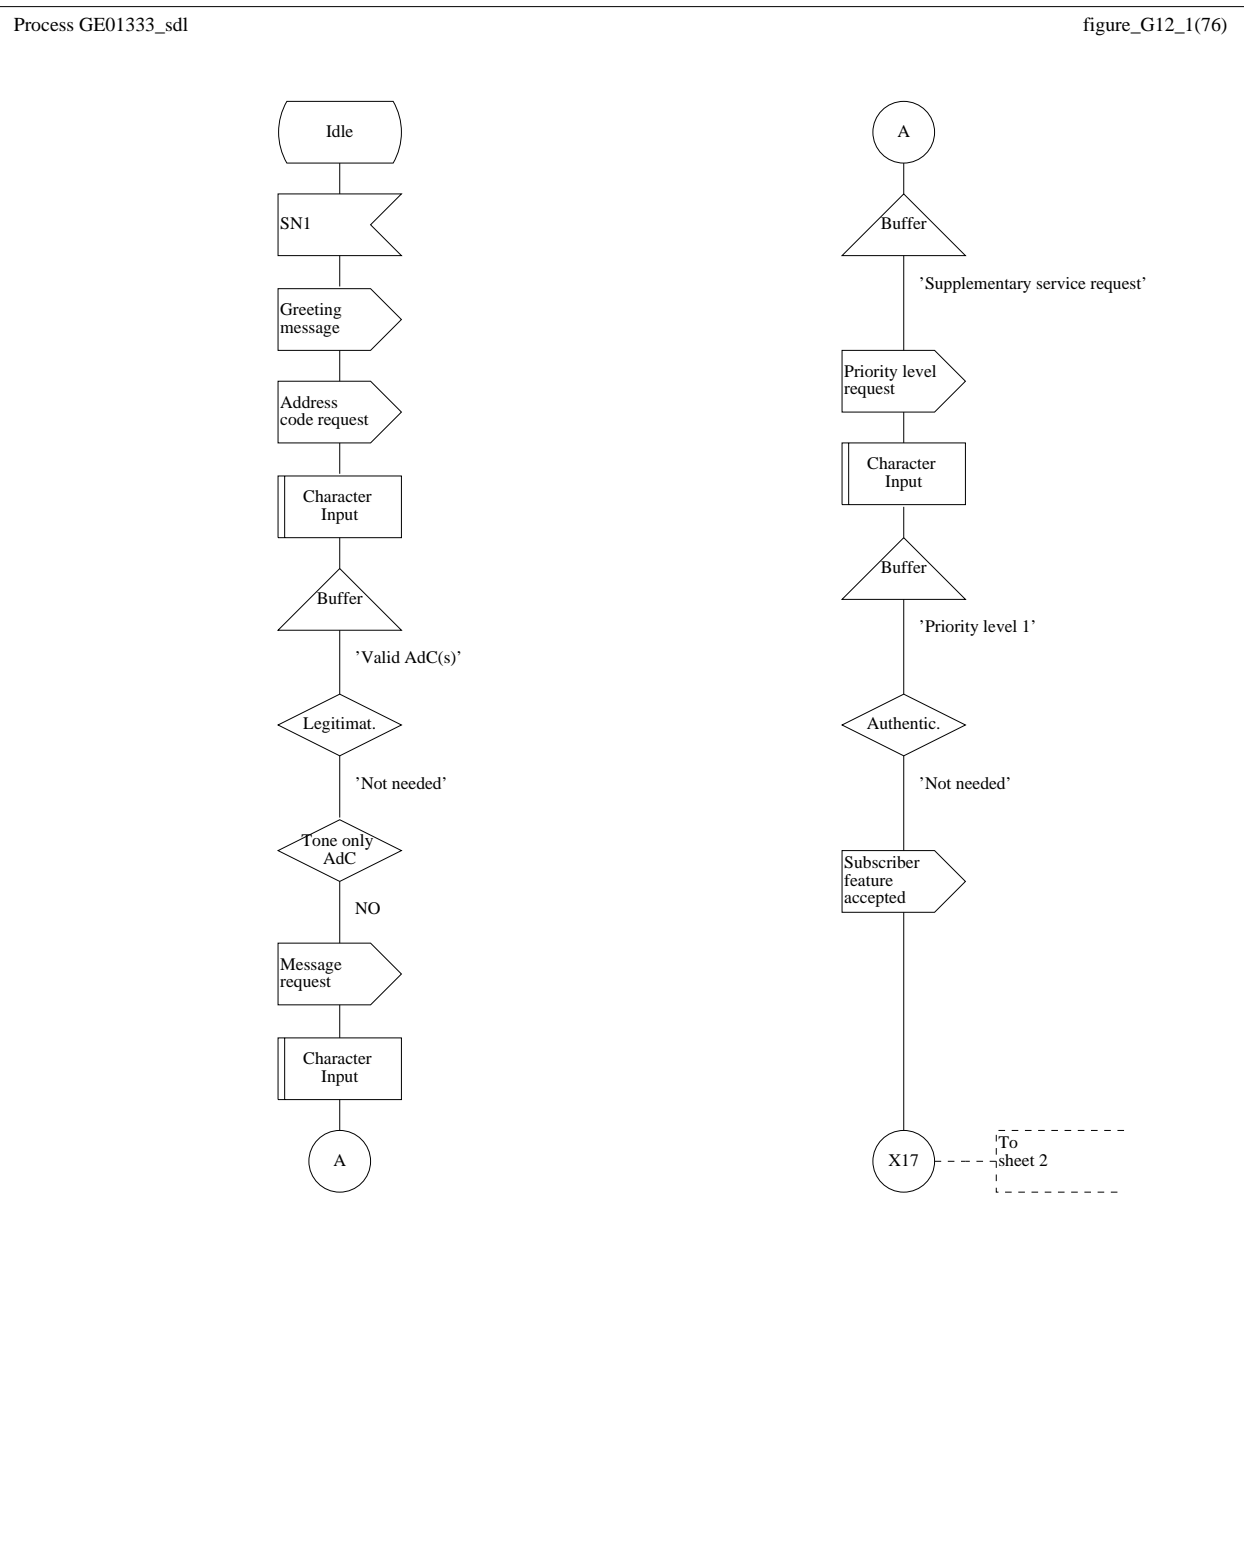 Process GE01333_sdl
figure_G12_1(76)
Idle
SN1
Greeting
message
Address
code request
Character
Input
Buffer
’Valid AdC(s)’
Legitimat.
’Not needed’
Tone only
AdC
NO
Message
request
Character
Input
A
A
Buffer
’Supplementary service request’
Priority level
request
Character
Input
Buffer
’Priority level 1’
Authentic.
’Not needed’
Subscriber
feature
accepted
X17
To
sheet 2